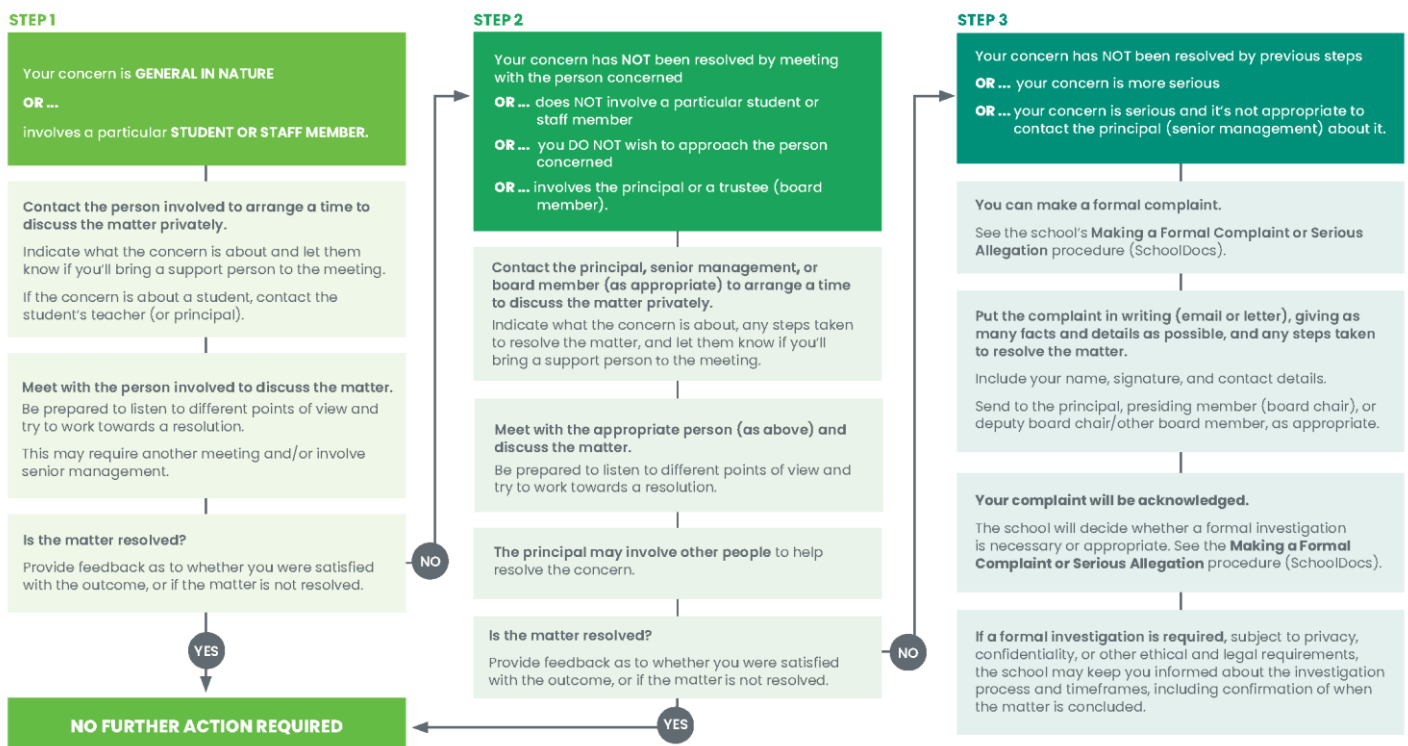 STEP 1
Your concern is GENERAL IN NATURE
OR ...
involves a particular STUDENT OR STAFF MEMBER.
Contact the person involved to arrange a time to
discuss the matter privately.
Indicate what the concern is about and let them
know if you'll bring a support person to the meeting.
If the concern is about a student, contact the
student's teacher (or principal).
Meet with the person involved to discuss the matter.
Be prepared to listen to different points of view and
try to work towards a resolution.
This may require another meeting and/or involve
senior management.
Is the matter resolved?
Provide feedback as to whether you were satisfied
with the outcome, or if the matter is not resolved.
NO
YES
NO FURTHER ACTION REQUIRED
STEP 2
Your concern has NOT been resolved by meeting
with the person concerned
OR ... does NOT involve a particular student or
staff member
OR ... you DO NOT wish to approach the person
concerned
OR ... involves the principal or a trustee (board
member).
Contact the principal, senior management, or
board member (as appropriate) to arrange a time
to discuss the matter privately.
Indicate what the concern is about, any steps taken
to resolve the matter, and let them know if you'll
bring a support person to the meeting.
Meet with the appropriate person (as above) and
discuss the matter.
Be prepared to listen to different points of view and
try to work towards a resolution.
The principal may involve other people to help
resolve the concern.
Is the matter resolved?
Provide feedback as to whether you were satisfied
with the outcome, or if the matter is not resolved.
NO
YES
STEP 3
Your concern has NOT been resolved by previous steps
OR ... your concern is more serious
OR ... your concern is serious and it's not appropriate to
contact the principal (senior management) about it.
You can make a formal complaint.
See the school's Making a Formal Complaint or Serious
Allegation procedure (SchoolDocs).
Put the complaint in writing (email or letter), giving as
many facts and details as possible, and any steps taken
to resolve the matter.
Include your name, signature, and contact details.
Send to the principal, presiding member (board chair), or
deputy board chair/other board member, as appropriate.
Your complaint will be acknowledged.
The school will decide whether a formal investigation
is necessary or appropriate. See the Making a Formal
Complaint or Serious Allegation procedure (SchoolDocs).
If a formal investigation is required, subject to privacy,
confidentiality, or other ethical and legal requirements,
the school may keep you informed about the investigation
process and timeframes, including confirmation of when
the matter is concluded.